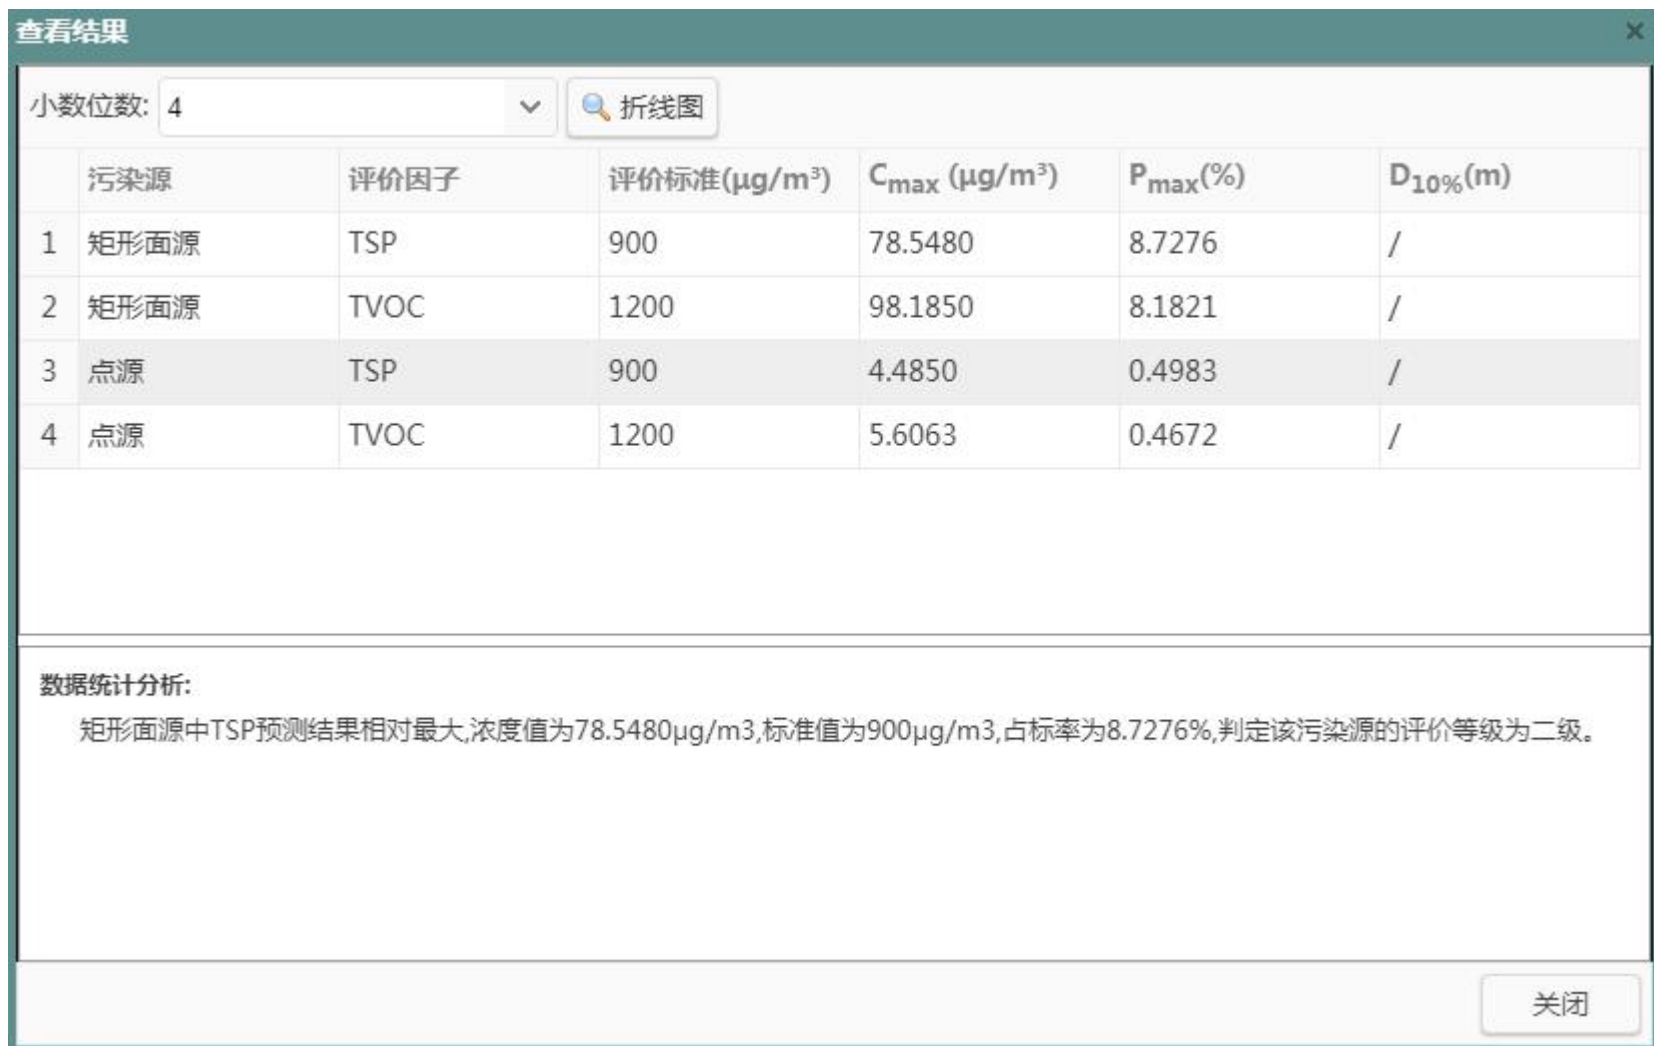 查看结果
小数位数: 4 折线图
污染源 评价因子 评价标准(μg/m³) Cmax (μg/m³) Pmax(%) D10%(m)
1 矩形面源 TSP 900 78.5480 8.7276 /
2 矩形面源 TVOC 1200 98.1850 8.1821 /
3 点源 TSP 900 4.4850 0.4983 /
4 点源 TVOC 1200 5.6063 0.4672 /
数据统计分析:
矩形面源中TSP预测结果相对最大,浓度值为78.5480μg/m3,标准值为900μg/m3,占标率为8.7276%,判定该污染源的评价等级为二级。
关闭